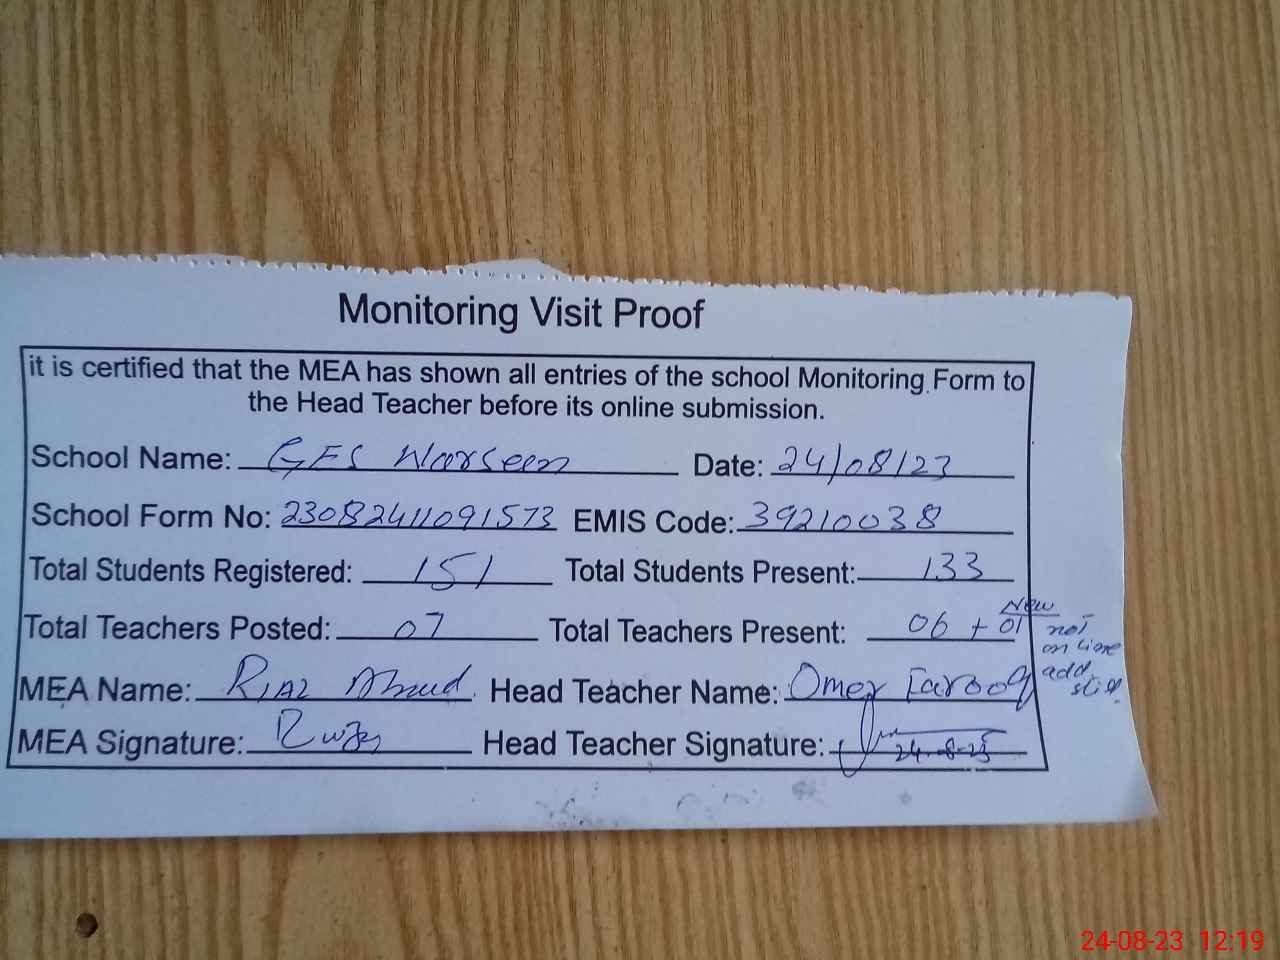 Monitoring Visit Proof
it is certified that the MEA has shown all entries of the school Monitoring Form to
the Head Teacher before its online submission.
School Name: GES Warseen Date: 24/08/23
School Form No: 23082411091573 EMIS Code: 39210038
Total Students Registered: 151 Total Students Present: 133
Total Teachers Posted: 07 Total Teachers Present: 06 + 01 New
not
on line
add
still.
MEA Name: Riaz Ahmad Head Teacher Name: Omer Farooq
MEA Signature: Head Teacher Signature: 24-8-23
24-08-23 12:19